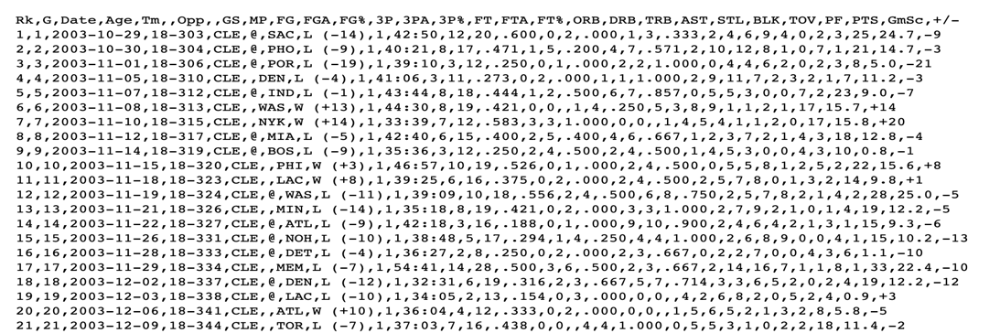 Rk,G,Date,Age,Tm,,Opp,,GS,MP,FG,FGA,FG%,3P,3PA,3P%,FT,FTA,FT%,ORB,DRB,TRB,AST,STL,BLK,TOV,PF,PTS,GmSc,+/-
1,1,2003-10-29,18-303,CLE,@,SAC,L (-14),1,42:50,12,20,.600,0,2,.000,1,3,.333,2,4,6,9,4,0,2,3,25,24.7,-9
2,2,2003-10-30,18-304,CLE,@,PHO,L (-9),1,40:21,8,17,.471,1,5,.200,4,7,.571,2,10,12,8,1,0,7,1,21,14.7,-3
3,3,2003-11-01,18-306,CLE,@,POR,L (-19),1,39:10,3,12,.250,0,1,.000,2,2,1.000,0,4,4,6,2,0,2,3,8,5.0,-21
4,4,2003-11-05,18-310,CLE,,DEN,L (-4),1,41:06,3,11,.273,0,2,.000,1,1,1.000,2,9,11,7,2,3,2,1,7,11.2,-3
5,5,2003-11-07,18-312,CLE,@,IND,L (-1),1,43:44,8,18,.444,1,2,.500,6,7,.857,0,5,5,3,0,0,7,2,23,9.0,-7
6,6,2003-11-08,18-313,CLE,,WAS,W (+13),1,44:30,8,19,.421,0,0,,1,4,.250,5,3,8,9,1,1,2,1,17,15.7,+14
7,7,2003-11-10,18-315,CLE,,NYK,W (+14),1,33:39,7,12,.583,3,3,1.000,0,0,,1,4,5,4,1,1,2,0,17,15.8,+20
8,8,2003-11-12,18-317,CLE,@,MIA,L (-5),1,42:40,6,15,.400,2,5,.400,4,6,.667,1,2,3,7,2,1,4,3,18,12.8,-4
9,9,2003-11-14,18-319,CLE,@,BOS,L (-9),1,35:36,3,12,.250,2,4,.500,2,4,.500,1,4,5,3,0,0,4,3,10,0.8,-1
10,10,2003-11-15,18-320,CLE,,PHI,W (+3),1,46:57,10,19,.526,0,1,.000,2,4,.500,0,5,5,8,1,2,5,2,22,15.6,+8
11,11,2003-11-18,18-323,CLE,,LAC,W (+8),1,39:25,6,16,.375,0,2,.000,2,4,.500,2,5,7,8,0,1,3,2,14,9.8,+1
12,12,2003-11-19,18-324,CLE,@,WAS,L (-11),1,39:09,10,18,.556,2,4,.500,6,8,.750,2,5,7,8,2,1,4,2,28,25.0,-5
13,13,2003-11-21,18-326,CLE,,MIN,L (-14),1,35:18,8,19,.421,0,2,.000,3,3,1.000,2,7,9,2,1,0,1,4,19,12.2,-5
14,14,2003-11-22,18-327,CLE,@,ATL,L (-9),1,42:18,3,16,.188,0,1,.000,9,10,.900,2,4,6,4,2,1,3,1,15,9.3,-6
15,15,2003-11-26,18-331,CLE,@,NOH,L (-10),1,38:48,5,17,.294,1,4,.250,4,4,1.000,2,6,8,9,0,0,4,1,15,10.2,-13
16,16,2003-11-28,18-333,CLE,@,DET,L (-4),1,36:27,2,8,.250,0,2,.000,2,3,.667,0,2,2,7,0,0,4,3,6,1.1,-10
17,17,2003-11-29,18-334,CLE,,MEM,L (-7),1,54:41,14,28,.500,3,6,.500,2,3,.667,2,14,16,7,1,1,8,1,33,22.4,-10
18,18,2003-12-02,18-337,CLE,@,DEN,L (-12),1,32:31,6,19,.316,2,3,.667,5,7,.714,3,3,6,5,2,0,2,4,19,12.2,-12
19,19,2003-12-03,18-338,CLE,@,LAC,L (-10),1,34:05,2,13,.154,0,3,.000,0,0,,4,2,6,8,2,0,5,2,4,0.9,+3
20,20,2003-12-06,18-341,CLE,,ATL,W (+10),1,36:04,4,12,.333,0,2,.000,0,0,,1,5,6,5,2,1,3,2,8,5.8,-5
21,21,2003-12-09,18-344,CLE,,TOR,L (-7),1,37:03,7,16,.438,0,0,,4,4,1.000,0,5,5,3,1,0,2,2,18,11.4,-2